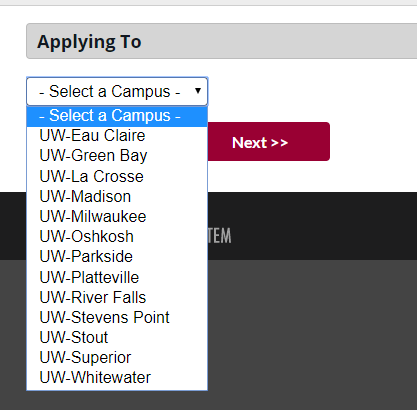 Applying To
- Select a Campus -
- Select a Campus -
UW-Eau Claire
UW-Green Bay
Next >>
UW-La Crosse
UW-Madison
UW-Milwaukee
UW-Oshkosh
UW-Parkside
UW-Platteville
UW-River Falls
UW-Stevens Point
UW-Stout
UW-Superior
UW-Whitewater